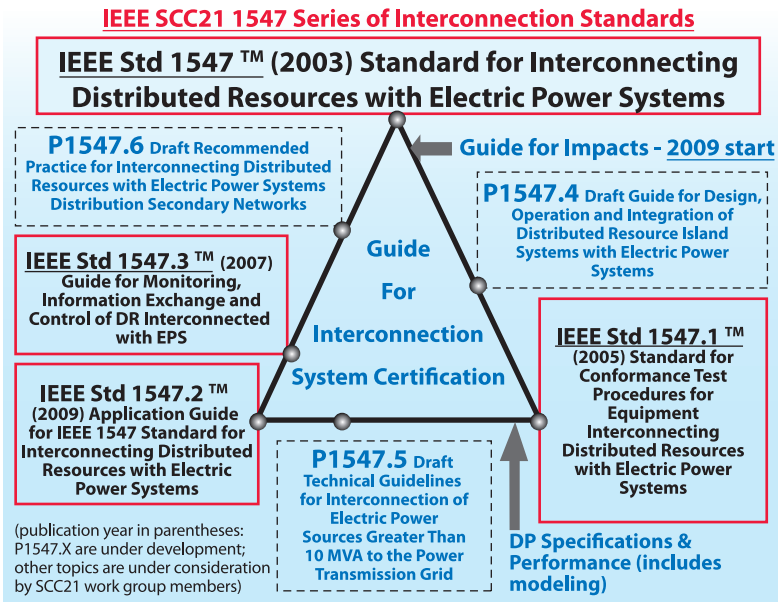 IEEE SCC21 1547 Series of Interconnection Standards
IEEE Std 1547 ™ (2003) Standard for Interconnecting
Distributed Resources with Electric Power Systems
P1547.6 Draft Recommended
Practice for Interconnecting Distributed
Resources with Electric Power Systems
Distribution Secondary Networks
Guide for Impacts - 2009 start
P1547.4 Draft Guide for Design,
Operation and Integration of
Distributed Resource Island
Systems with Electric Power
Systems
IEEE Std 1547.3 ™ (2007)
Guide for Monitoring,
Information Exchange and
Control of DR Interconnected
with EPS
Guide
For
Interconnection
System Certification
IEEE Std 1547.1 ™
(2005) Standard for
Conformance Test
Procedures for
Equipment
Interconnecting
Distributed Resources
with Electric Power
Systems
IEEE Std 1547.2 ™
(2009) Application Guide
for IEEE 1547 Standard for
Interconnecting Distributed
Resources with Electric
Power Systems
P1547.5 Draft
Technical Guidelines
for Interconnection of
Electric Power
Sources Greater Than
10 MVA to the Power
Transmission Grid
DP Specifications &
Performance (includes
modeling)
(publication year in parentheses:
P1547.X are under development;
other topics are under consideration
by SCC21 work group members)